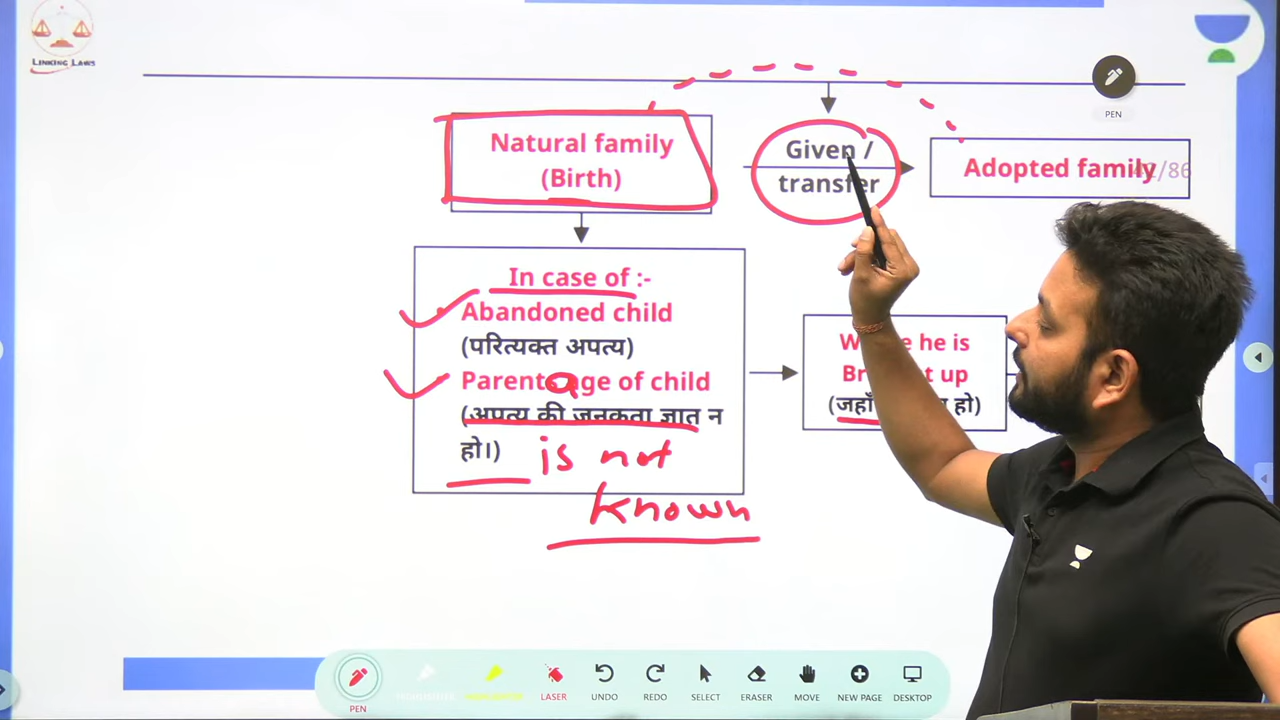 LINKING LAWS
PEN
Natural family
(Birth)
Given /
transfer
Adopted family
42/86
In case of :-
Abandoned child
(परित्यक्त अपत्य)
Parentage of child
(अपत्य की जनकता ज्ञात न
हो।)
is not
known
he is
up
(जहाँ हो)
PEN
LASER
UNDO
REDO
SELECT
ERASER
MOVE
NEW PAGE
DESKTOP